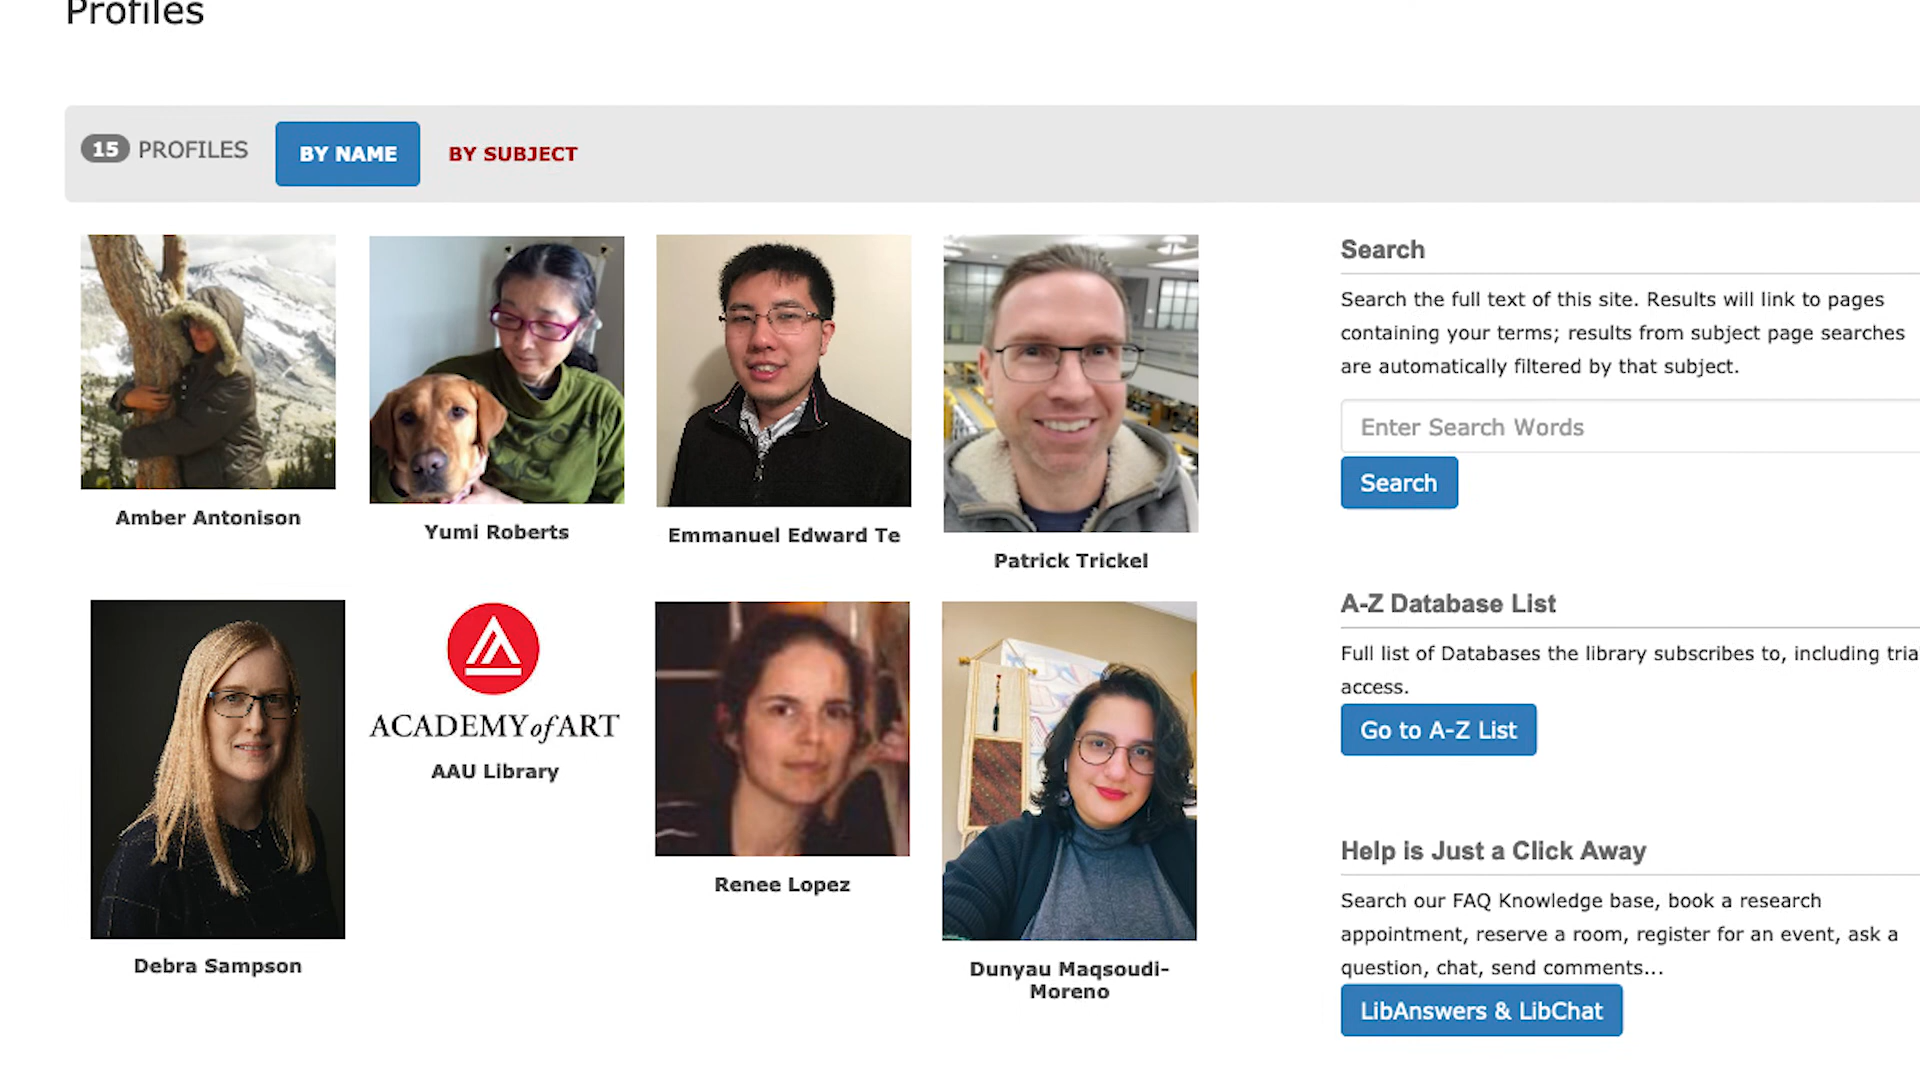 Profiles
15 PROFILES BY NAME BY SUBJECT
Amber Antonison
Yumi Roberts
Emmanuel Edward Te
Patrick Trickel
Debra Sampson
ACADEMY of ART
AAU Library
Renee Lopez
Dunyau Maqsoudi-
Moreno
Search
Search the full text of this site. Results will link to pages
containing your terms; results from subject page searches
are automatically filtered by that subject.
Enter Search Words
Search
A-Z Database List
Full list of Databases the library subscribes to, including tria
access.
Go to A-Z List
Help is Just a Click Away
Search our FAQ Knowledge base, book a research
appointment, reserve a room, register for an event, ask a
question, chat, send comments...
LibAnswers & LibChat